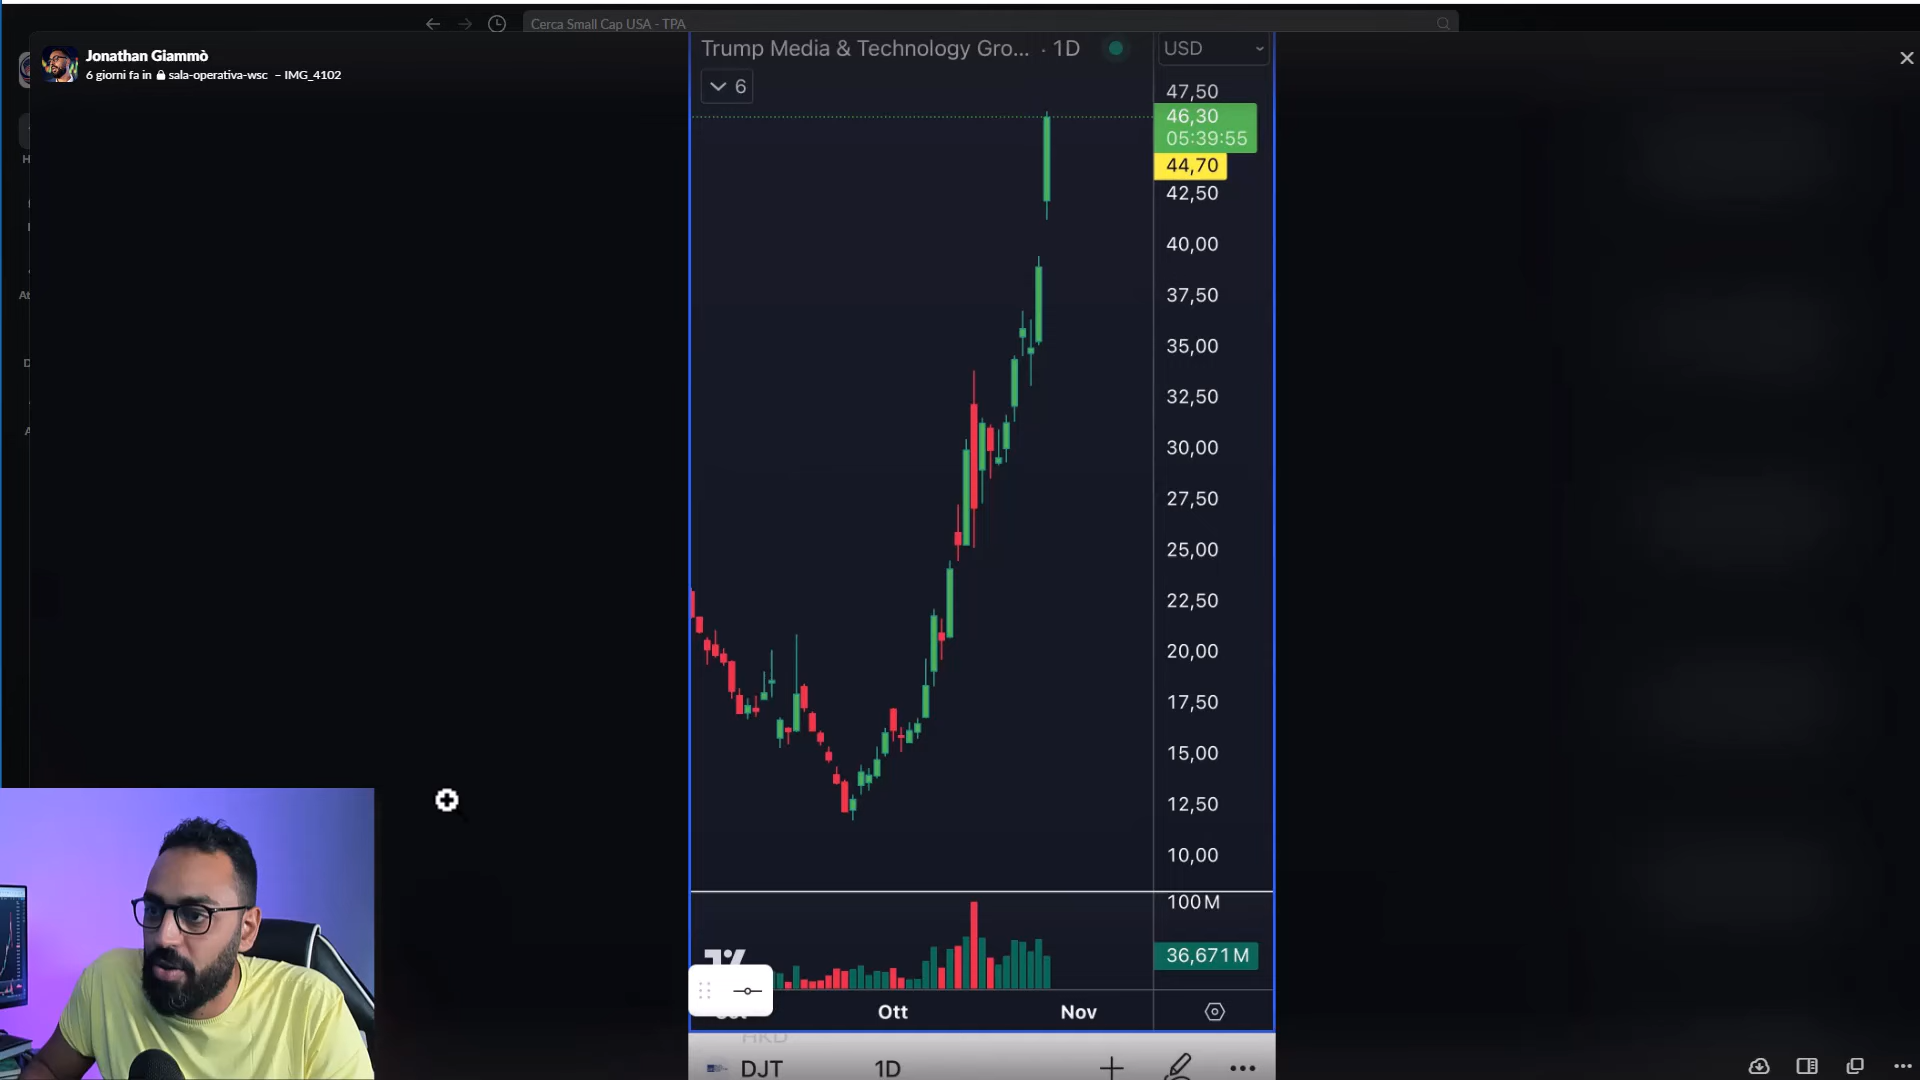 Cerca Small Cap USA - TPA
Jonathan Giammò
6 giorni fa in sala-operativa-wsc – IMG_4102
Trump Media & Technology Gro... · 1D
USD
6
47,50
46,30
05:39:55
44,70
42,50
40,00
37,50
35,00
32,50
30,00
27,50
25,00
22,50
20,00
17,50
15,00
12,50
10,00
100M
36,671M
Ott
Nov
HKD
DJT
1D